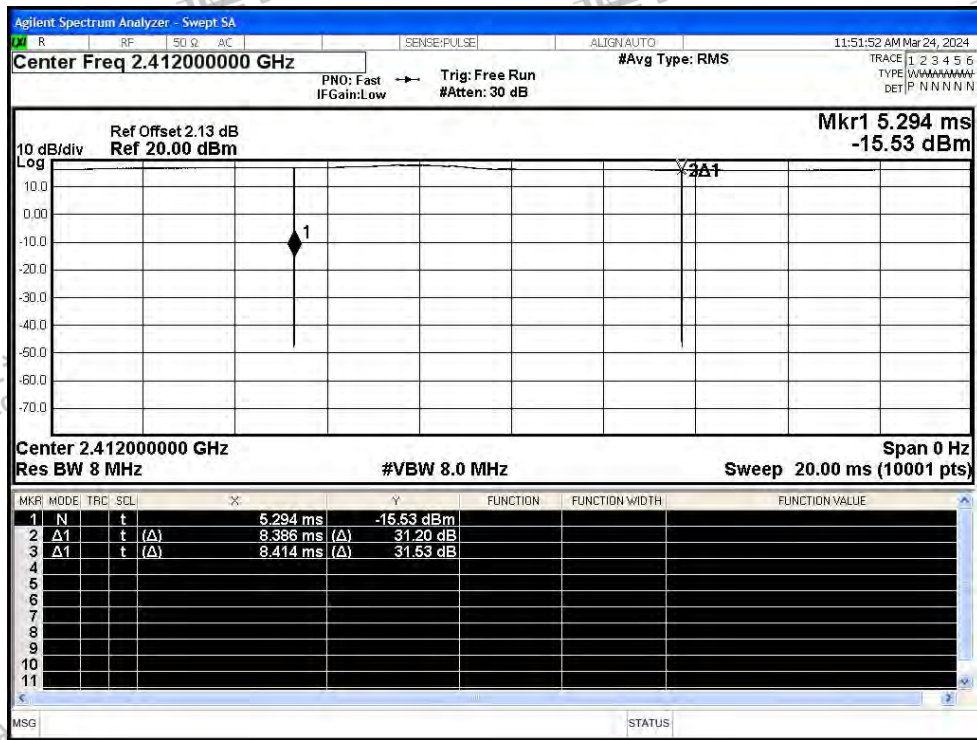 Agilent Spectrum Analyzer - Swept SA
LXI R RF 50 Ω AC SENSE:PULSE ALIGN AUTO 11:51:52 AM Mar 24, 2024
Center Freq 2.412000000 GHz #Avg Type: RMS TRACE 1 2 3 4 5 6
PNO: Fast Trig: Free Run TYPE WWWWWW
IFGain:Low #Atten: 30 dB DET P N N N N N
Mkr1 5.294 ms
Ref Offset 2.13 dB
10 dB/div Ref 20.00 dBm -15.53 dBm
Log
2Δ1
10.0
0.00
1
-10.0
-20.0
-30.0
-40.0
-50.0
-60.0
-70.0
Center 2.412000000 GHz Span 0 Hz
Res BW 8 MHz #VBW 8.0 MHz Sweep 20.00 ms (10001 pts)
MKR MODE TRC SCL X Y FUNCTION FUNCTION WIDTH FUNCTION VALUE
1 N t 5.294 ms -15.53 dBm
2 Δ1 t (Δ) 8.386 ms (Δ) 31.20 dB
3 Δ1 t (Δ) 8.414 ms (Δ) 31.53 dB
4
5
6
7
8
9
10
11
MSG STATUS